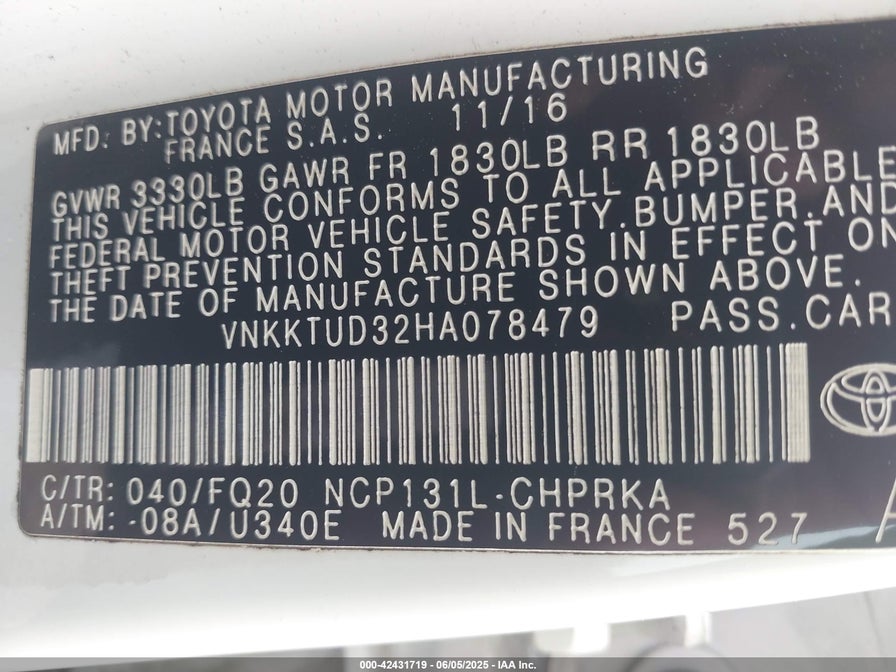 MFD. BY:TOYOTA MOTOR MANUFACTURING
FRANCE S.A.S. 11/16
GVWR 3330LB GAWR FR 1830LB RR 1830LB
THIS VEHICLE CONFORMS TO ALL APPLICABLE
FEDERAL MOTOR VEHICLE SAFETY,BUMPER,AND
THEFT PREVENTION STANDARDS IN EFFECT ON
THE DATE OF MANUFACTURE SHOWN ABOVE.
VNKKTUD32HA078479 PASS.CAR
C/TR: 040/FQ20 NCP131L-CHPRKA
A/TM: -08A/U340E MADE IN FRANCE 527
000-42431719 - 06/05/2025 - IAA Inc.